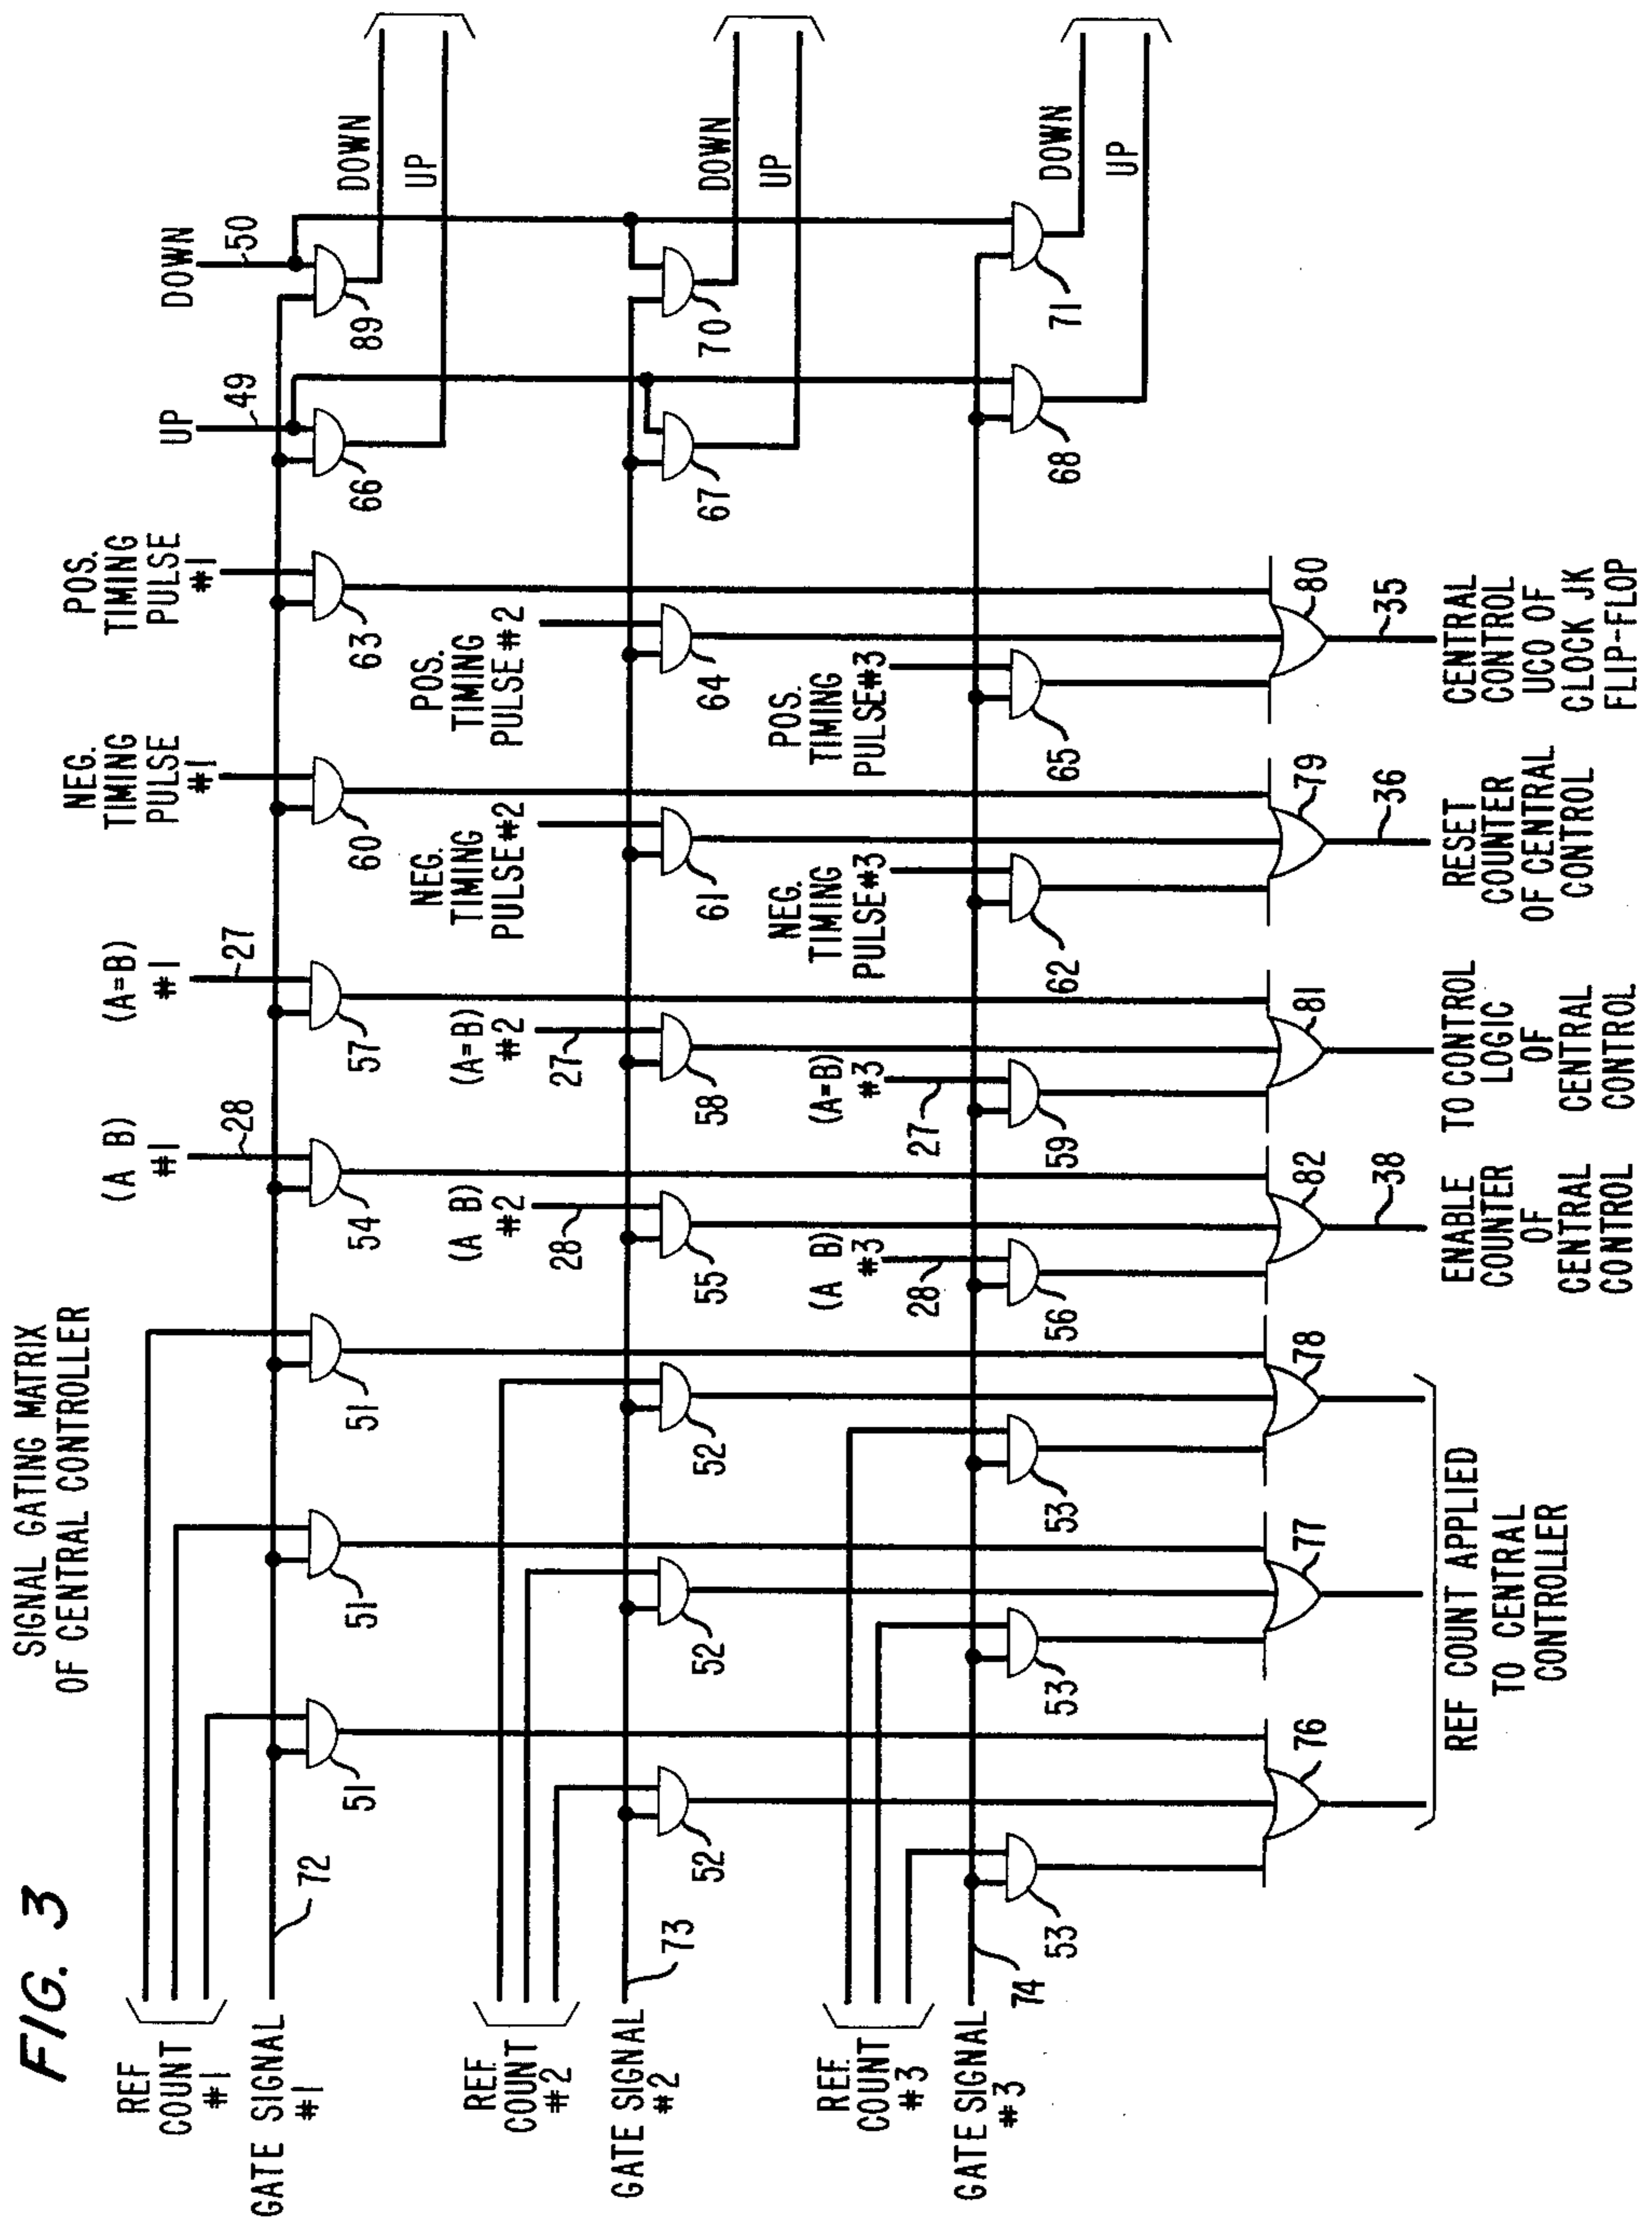 FIG. 3
SIGNAL GATING MATRIX
OF CENTRAL CONTROLLER
REF
COUNT
#1
GATE SIGNAL
#1
72
51
51
51
(A B)
#1
28
54
(A=B)
#1
27
57
NEG.
TIMING
PULSE
#1
60
POS.
TIMING
PULSE
#1
63
UP
49
66
DOWN
50
89
DOWN
UP
REF.
COUNT
#2
GATE SIGNAL
#2
73
52
52
52
(A B)
#2
28
55
(A=B)
#2
27
58
NEG.
TIMING
PULSE #2
61
POS.
TIMING
PULSE #2
64
67
70
DOWN
UP
REF.
COUNT
#3
GATE SIGNAL
#3
74
53
53
53
(A B)
#3
28
56
(A=B)
#3
27
59
NEG.
TIMING
PULSE #3
62
POS.
TIMING
PULSE #3
65
68
71
DOWN
UP
76
77
78
82
81
79
80
38
36
35
REF COUNT APPLIED
TO CENTRAL
CONTROLLER
ENABLE
COUNTER
OF
CENTRAL
CONTROL
TO CONTROL
LOGIC
OF
CENTRAL
CONTROL
RESET
COUNTER
OF CENTRAL
CONTROL
CENTRAL
CONTROL
UCO OF
CLOCK JK
FLIP-FLOP